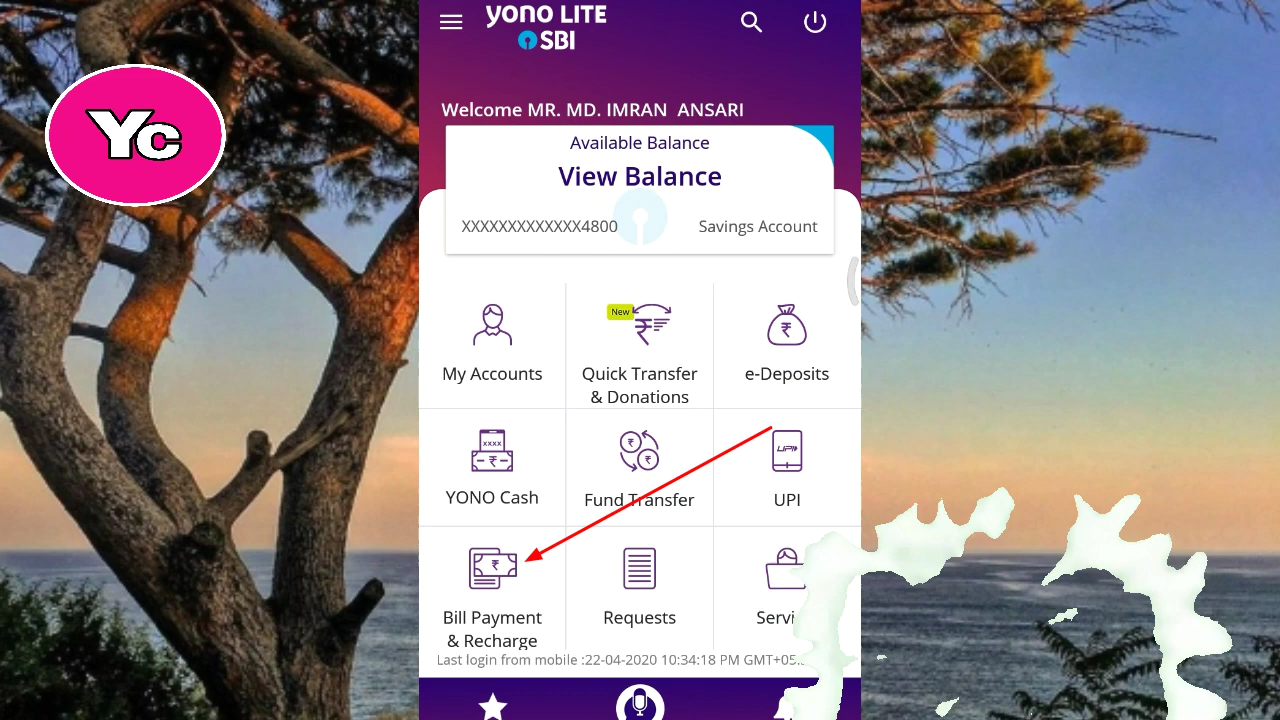 yono LITE
SBI
Yc
Welcome MR. MD. IMRAN ANSARI
Available Balance
View Balance
XXXXXXXXXXXXX4800 Savings Account
New
My Accounts
Quick Transfer
& Donations
e-Deposits
xxxx
YONO Cash
Fund Transfer
UPI
UPI
Bill Payment
& Recharge
Requests
Servi
Last login from mobile :22-04-2020 10:34:18 PM GMT+05